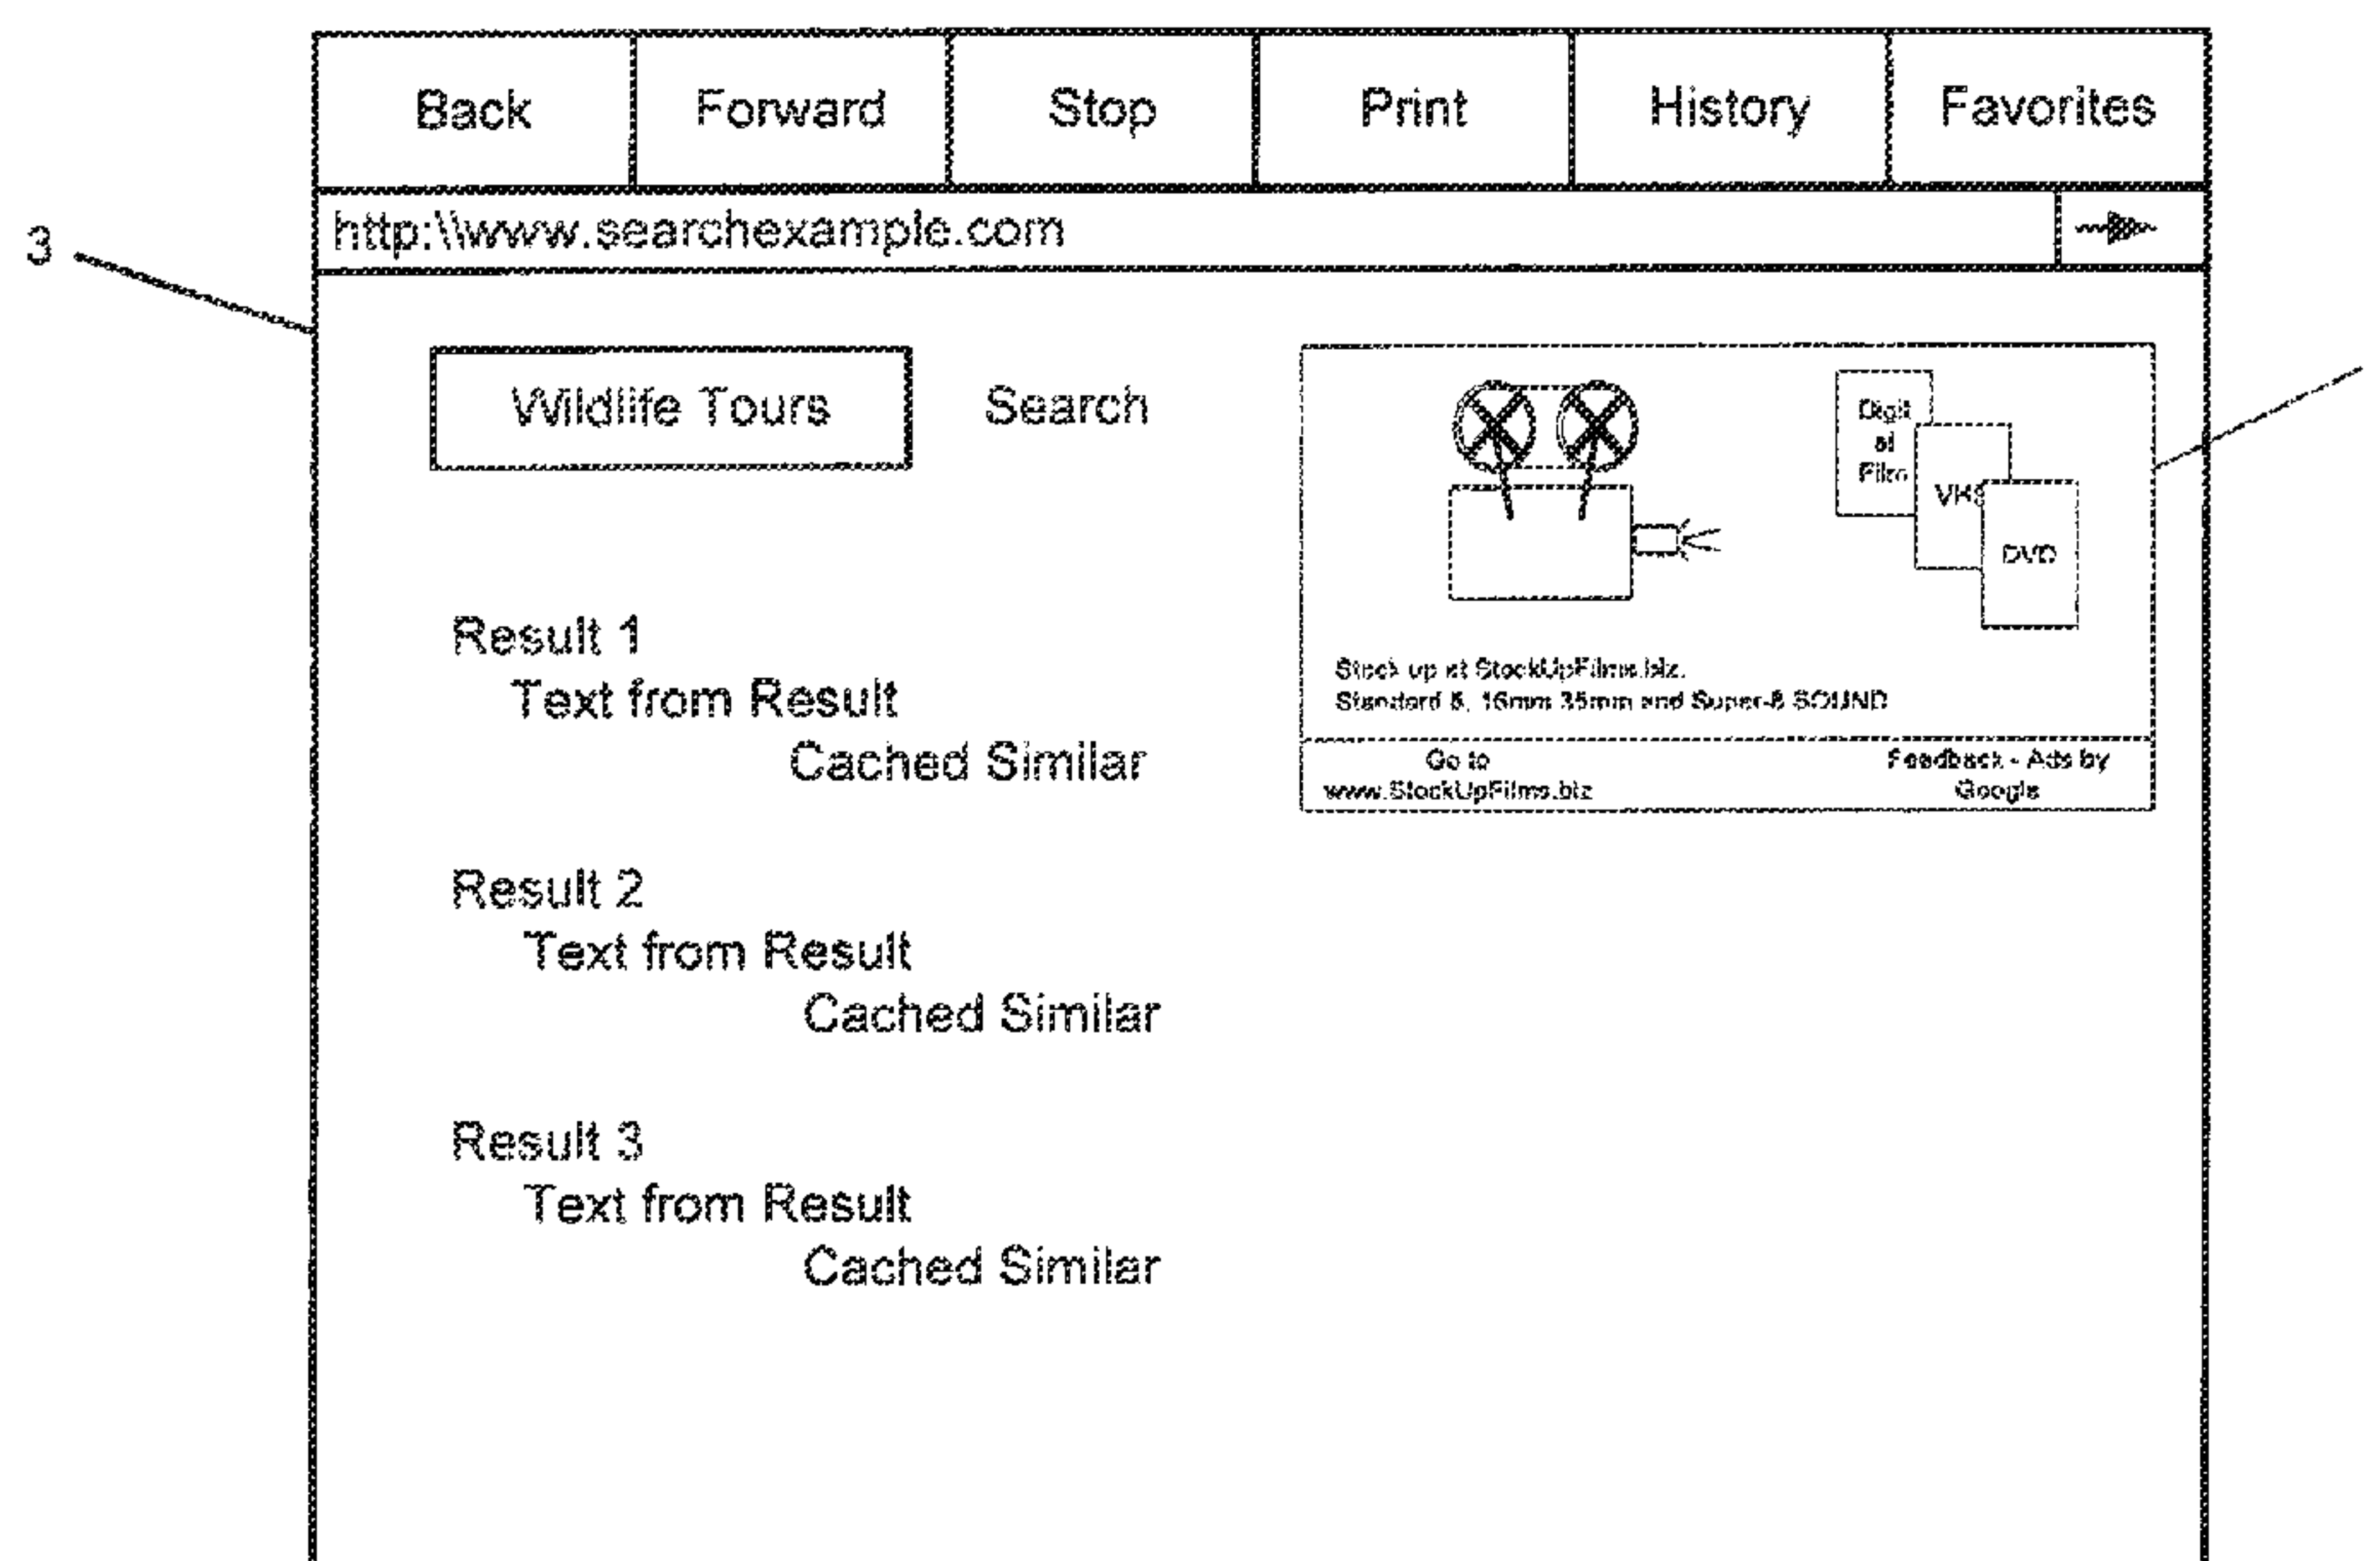 Back Forward Stop Print History Favorites
http:\\www.searchexample.com
3
Wildlife Tours Search
Digit
al
Film
VHS
DVD
Stock up at StockUpFilms.biz.
Standard 8, 16mm 35mm and Super-8 SOUND
Go to
www.StockUpFilms.biz
Feedback - Ads by
Google
Result 1
Text from Result
Cached Similar
Result 2
Text from Result
Cached Similar
Result 3
Text from Result
Cached Similar